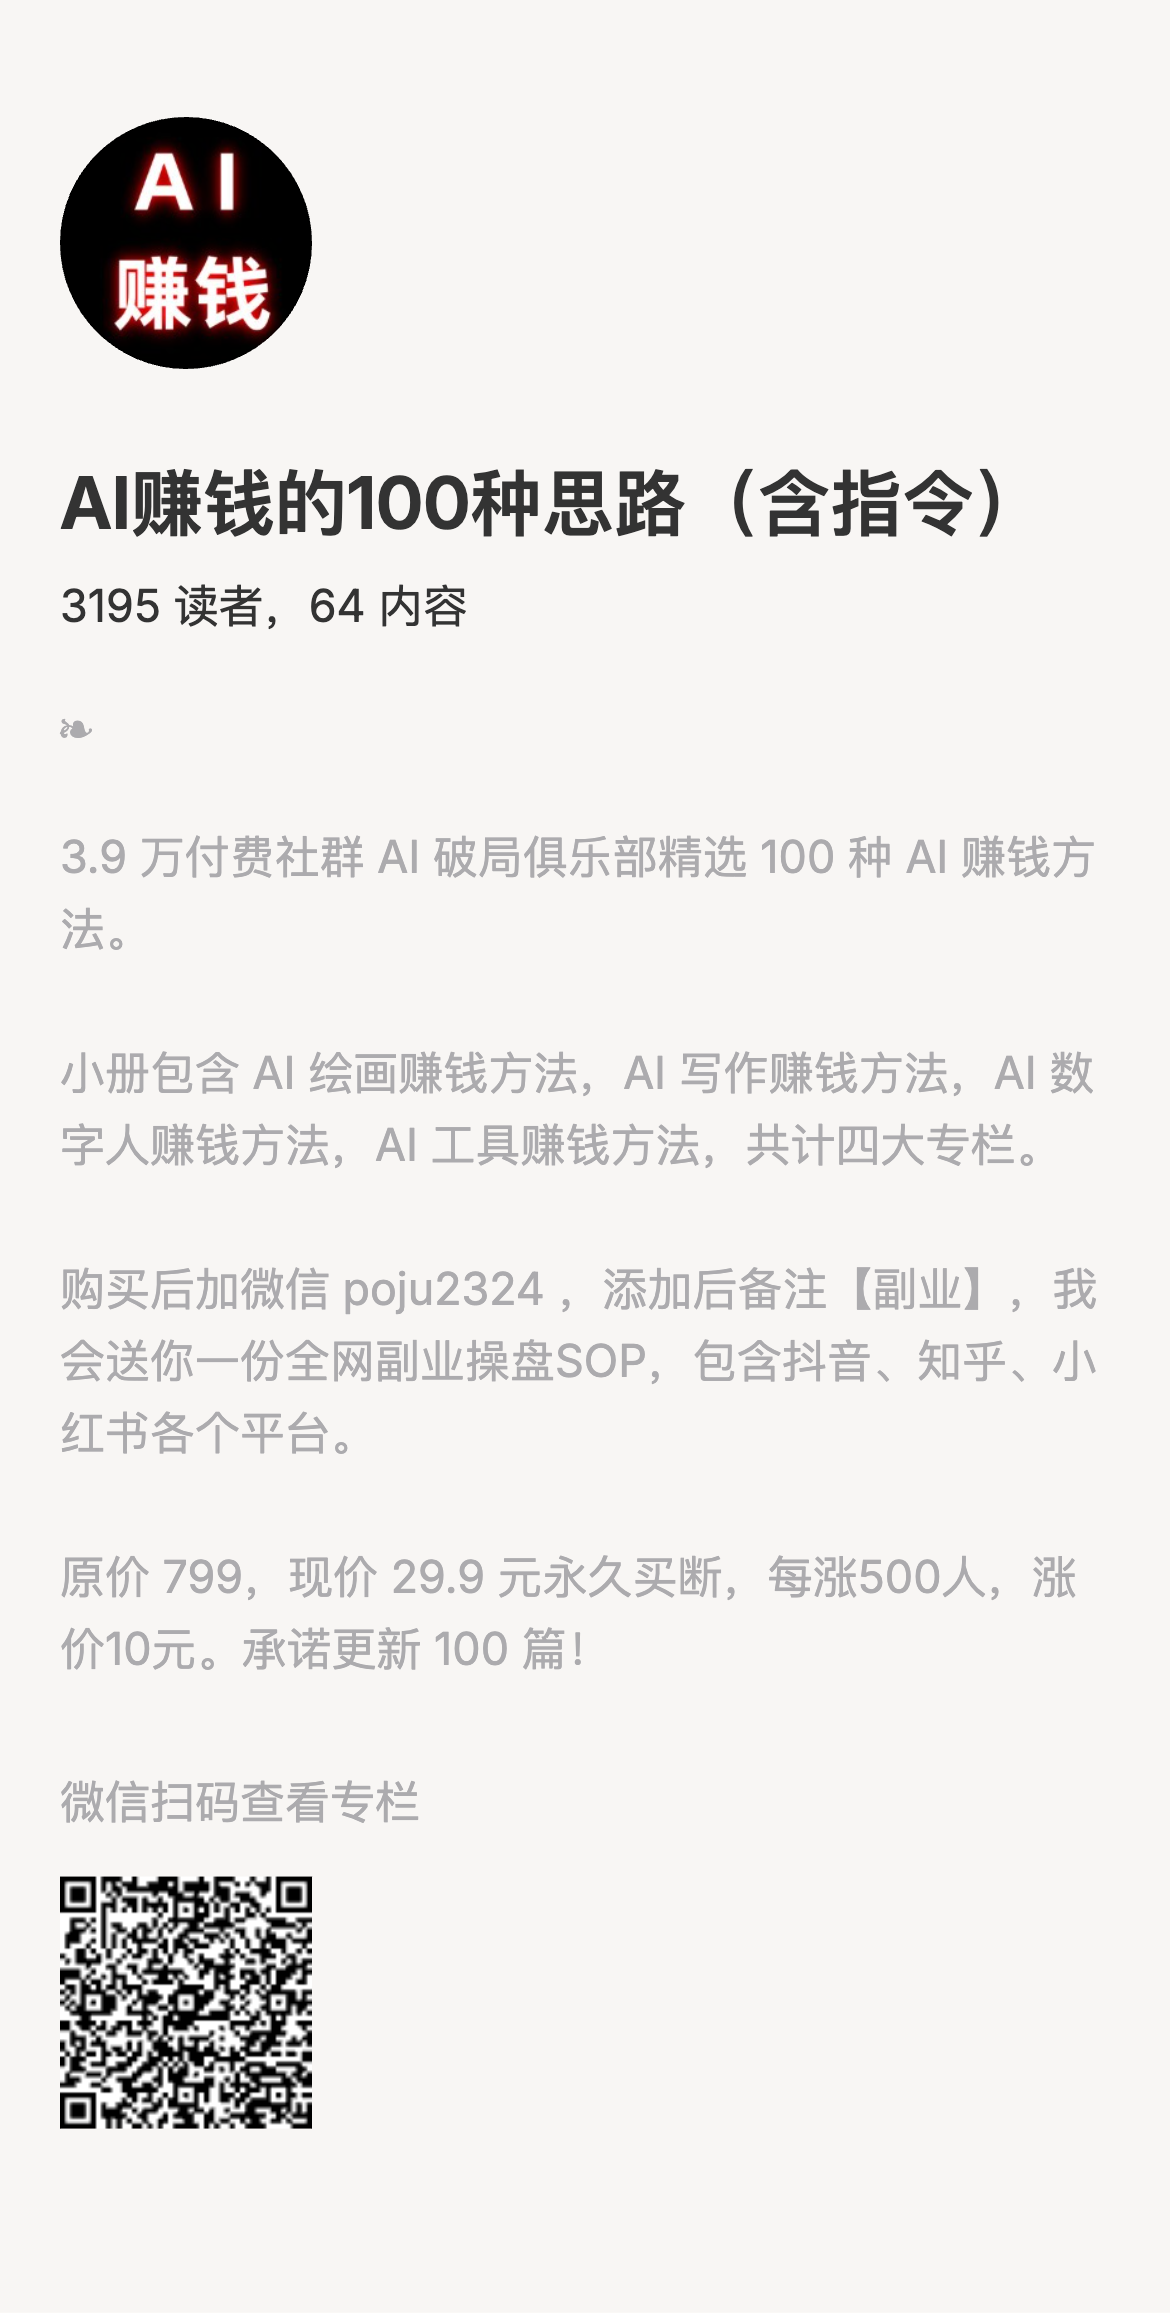 AI
赚钱
AI赚钱的100种思路（含指令）
3195 读者，64 内容
❧
3.9 万付费社群 AI 破局俱乐部精选 100 种 AI 赚钱方
法。
小册包含 AI 绘画赚钱方法，AI 写作赚钱方法，AI 数
字人赚钱方法，AI 工具赚钱方法，共计四大专栏。
购买后加微信 poju2324 ，添加后备注【副业】，我
会送你一份全网副业操盘SOP，包含抖音、知乎、小
红书各个平台。
原价 799，现价 29.9 元永久买断，每涨500人，涨
价10元。承诺更新 100 篇！
微信扫码查看专栏